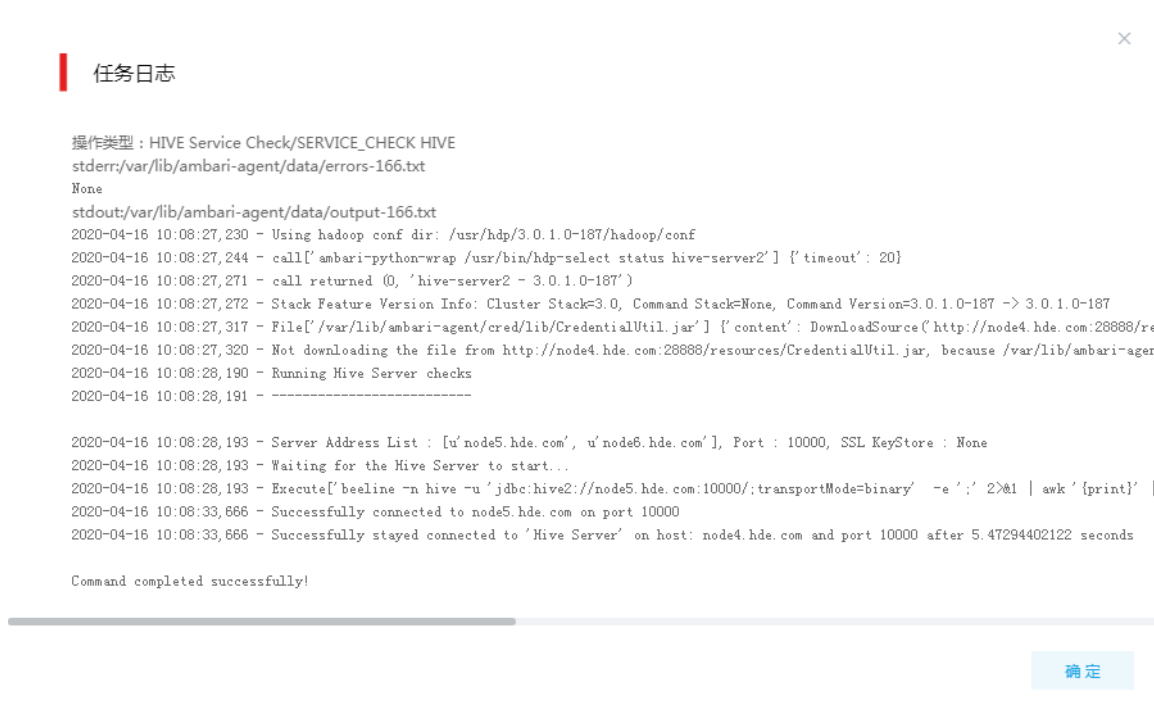 任务日志
操作类型：HIVE Service Check/SERVICE_CHECK HIVE
stderr:/var/lib/ambari-agent/data/errors-166.txt
None
stdout:/var/lib/ambari-agent/data/output-166.txt
2020-04-16 10:08:27,230 - Using hadoop conf dir: /usr/hdp/3.0.1.0-187/hadoop/conf
2020-04-16 10:08:27,244 - call['ambari-python-wrap /usr/bin/hdp-select status hive-server2'] {'timeout': 20}
2020-04-16 10:08:27,271 - call returned (0, 'hive-server2 - 3.0.1.0-187')
2020-04-16 10:08:27,272 - Stack Feature Version Info: Cluster Stack=3.0, Command Stack=None, Command Version=3.0.1.0-187 -> 3.0.1.0-187
2020-04-16 10:08:27,317 - File['/var/lib/ambari-agent/cred/lib/CredentialUtil.jar'] {'content': DownloadSource('http://node4.hde.com:28888/re
2020-04-16 10:08:27,320 - Not downloading the file from http://node4.hde.com:28888/resources/CredentialUtil.jar, because /var/lib/ambari-agen
2020-04-16 10:08:28,190 - Running Hive Server checks
2020-04-16 10:08:28,191 - --------------------------
2020-04-16 10:08:28,193 - Server Address List : [u'node5.hde.com', u'node6.hde.com'], Port : 10000, SSL KeyStore : None
2020-04-16 10:08:28,193 - Waiting for the Hive Server to start...
2020-04-16 10:08:28,193 - Execute['beeline -n hive -u 'jdbc:hive2://node5.hde.com:10000/;transportMode=binary'  -e ';' 2>&1 | awk '{print}' |
2020-04-16 10:08:33,666 - Successfully connected to node5.hde.com on port 10000
2020-04-16 10:08:33,666 - Successfully stayed connected to 'Hive Server' on host: node4.hde.com and port 10000 after 5.47294402122 seconds
Command completed successfully!
确定